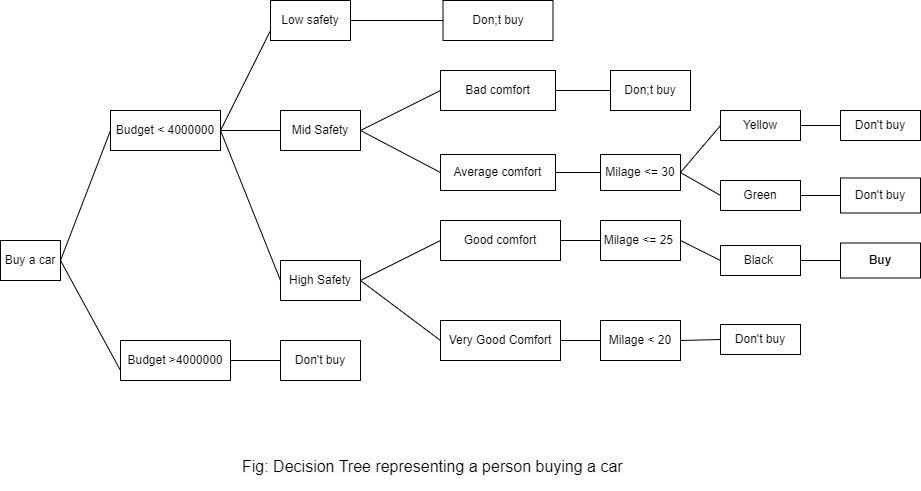 Low safety
Don;t buy
Bad comfort
Don;t buy
Budget < 4000000
Mid Safety
Yellow
Don't buy
Average comfort
Milage <= 30
Green
Don't buy
Good comfort
Milage <= 25
Buy a car
High Safety
Black
Buy
Very Good Comfort
Milage < 20
Don't buy
Budget >4000000
Don't buy
Fig: Decision Tree representing a person buying a car